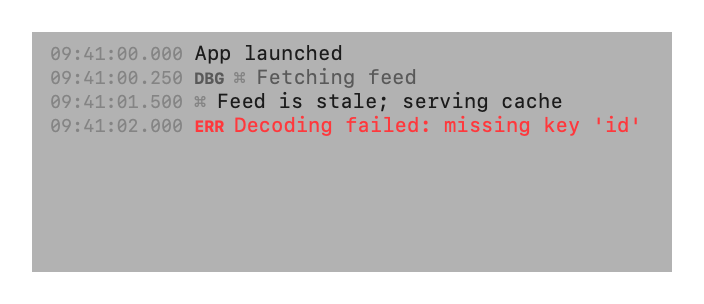 09:41:00.000 App launched
09:41:00.250 DBG ⌘ Fetching feed
09:41:01.500 ⌘ Feed is stale; serving cache
09:41:02.000 ERR Decoding failed: missing key 'id'